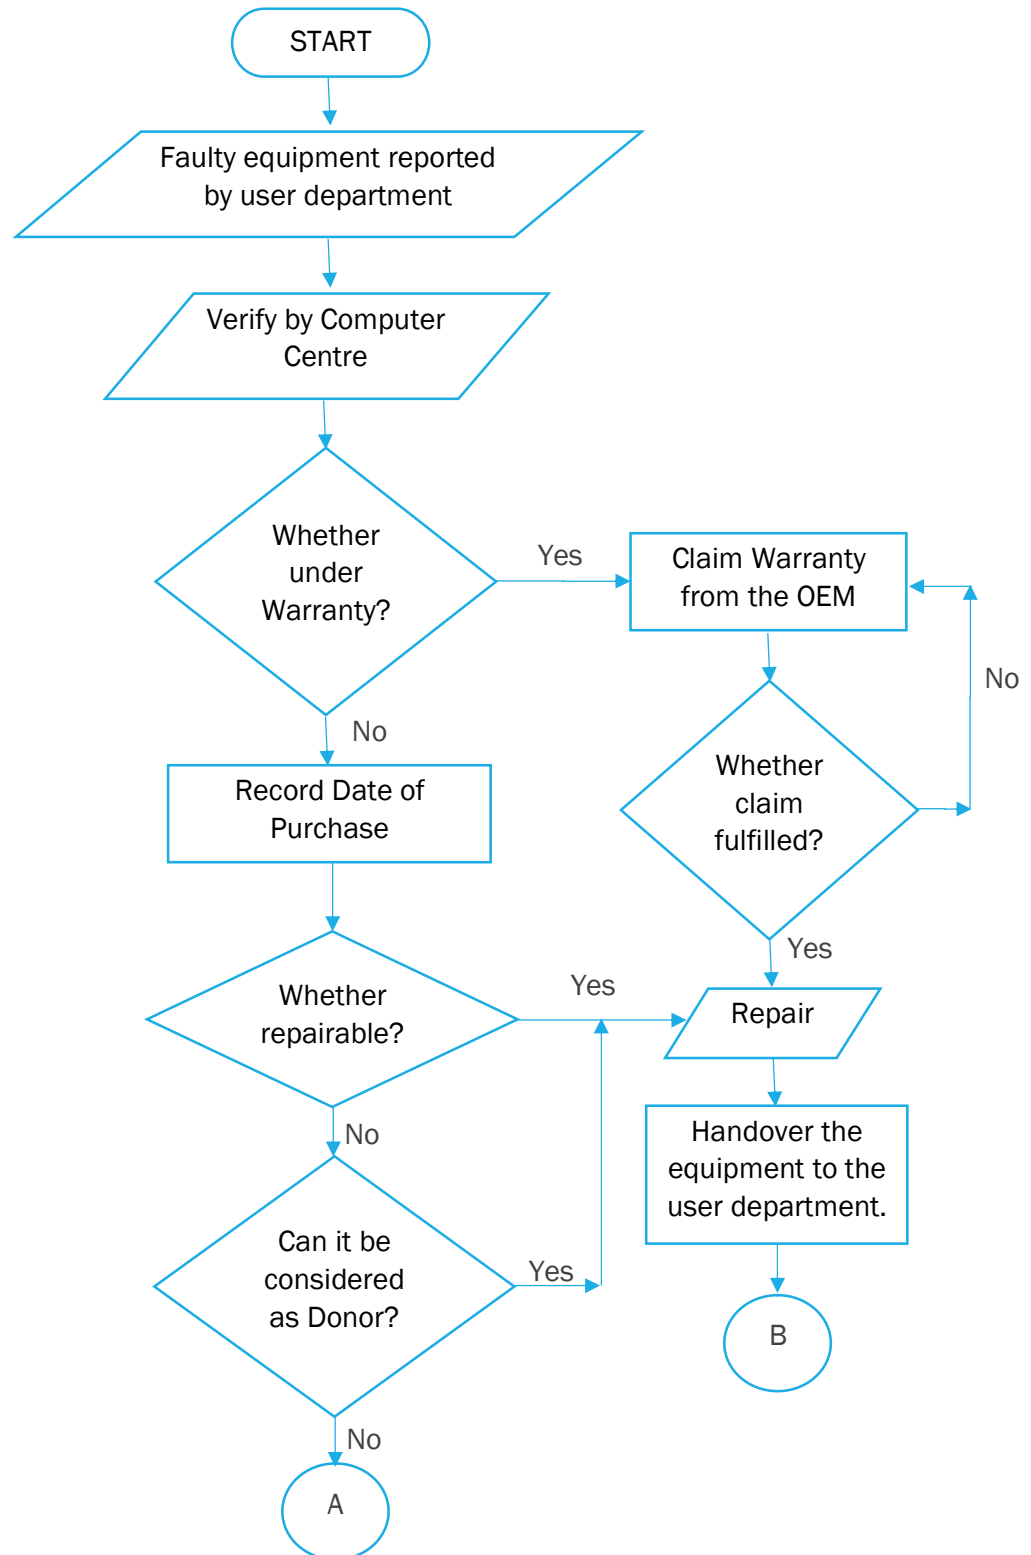 START
Faulty equipment reported
by user department
Verify by Computer
Centre
Whether
under
Warranty?
Yes
Claim Warranty
from the OEM
No
No
Record Date of
Purchase
Whether
claim
fulfilled?
Yes
Whether
repairable?
Yes
Repair
No
Handover the
equipment to the
user department.
Can it be
considered
as Donor?
Yes
B
No
A